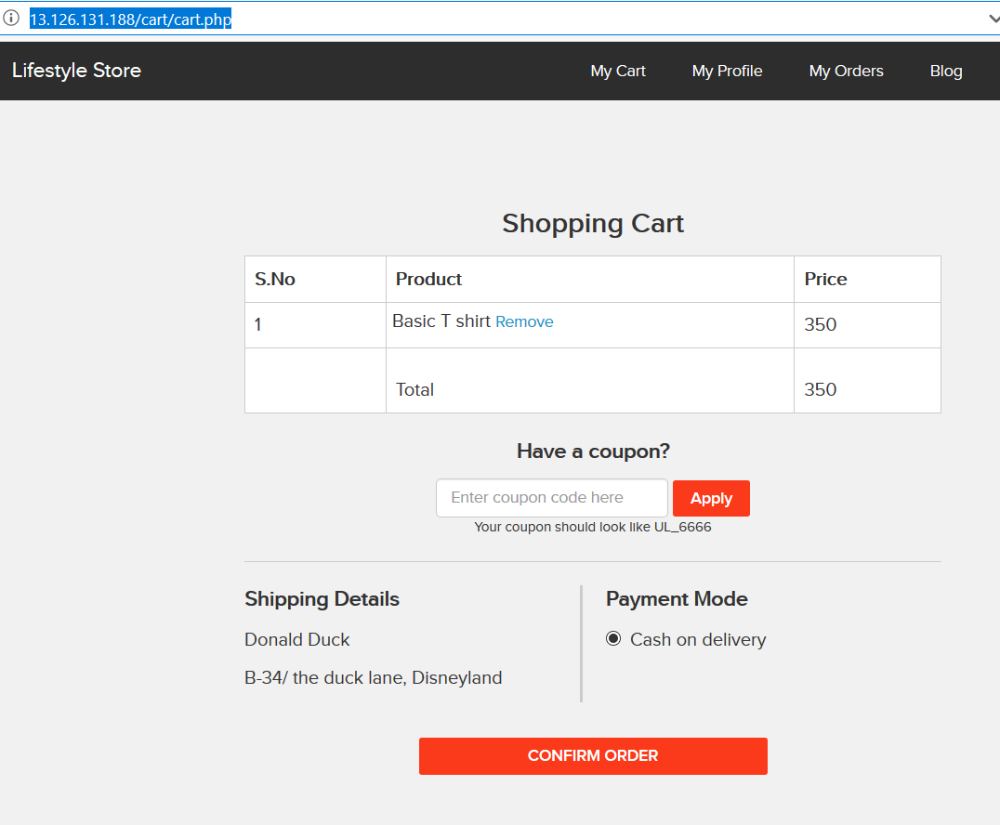 13.126.131.188/cart/cart.php
Lifestyle Store My Cart My Profile My Orders Blog
Shopping Cart
S.No Product Price
1 Basic T shirt Remove 350
Total 350
Have a coupon?
Enter coupon code here Apply
Your coupon should look like UL_6666
Shipping Details Payment Mode
Donald Duck Cash on delivery
B-34/ the duck lane, Disneyland
CONFIRM ORDER